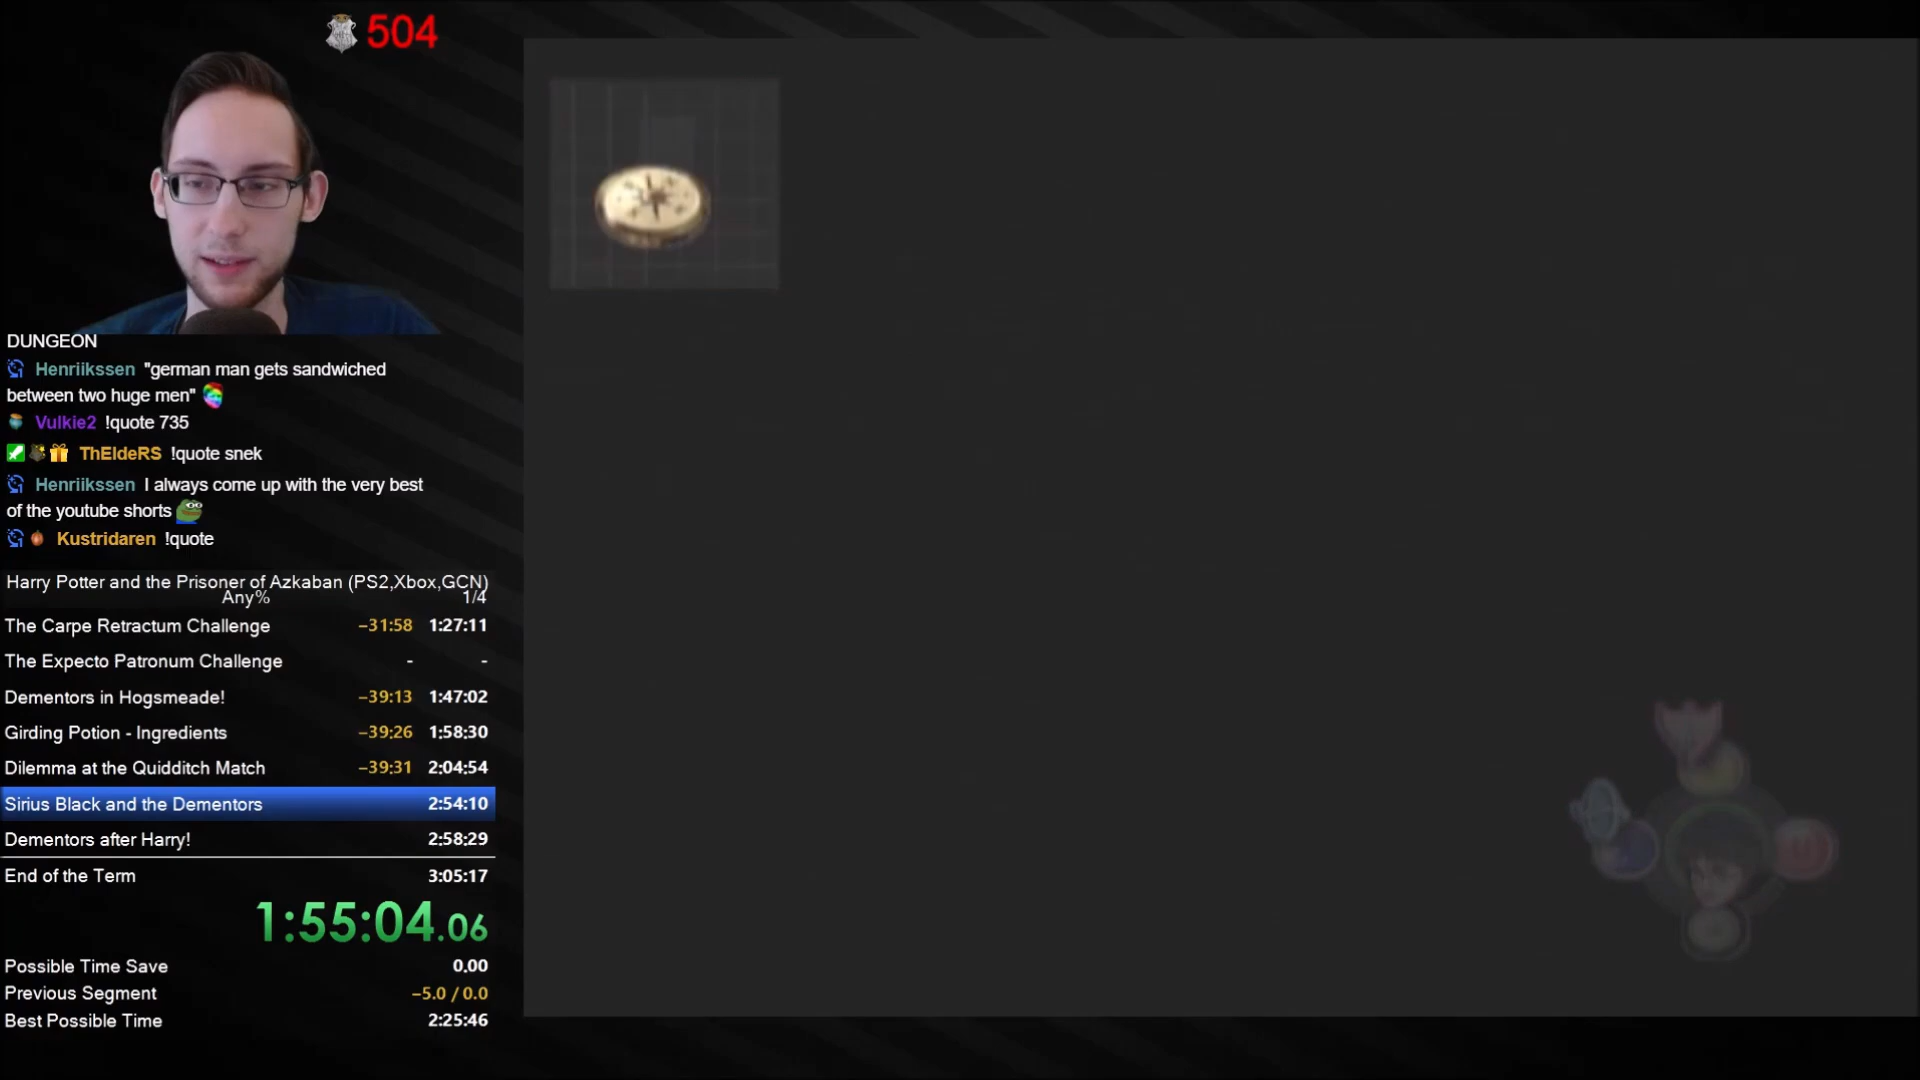 504
DUNGEON
Henriikssen "german man gets sandwiched
between two huge men"
Vulkie2 !quote 735
ThEldeRS !quote snek
Henriikssen I always come up with the very best
of the youtube shorts
Kustridaren !quote
Harry Potter and the Prisoner of Azkaban (PS2,Xbox,GCN)
Any% 1/4
The Carpe Retractum Challenge −31:58 1:27:11
The Expecto Patronum Challenge - -
Dementors in Hogsmeade! −39:13 1:47:02
Girding Potion - Ingredients −39:26 1:58:30
Dilemma at the Quidditch Match −39:31 2:04:54
Sirius Black and the Dementors 2:54:10
Dementors after Harry! 2:58:29
End of the Term 3:05:17
1:55:04.06
Possible Time Save 0.00
Previous Segment −5.0 / 0.0
Best Possible Time 2:25:46